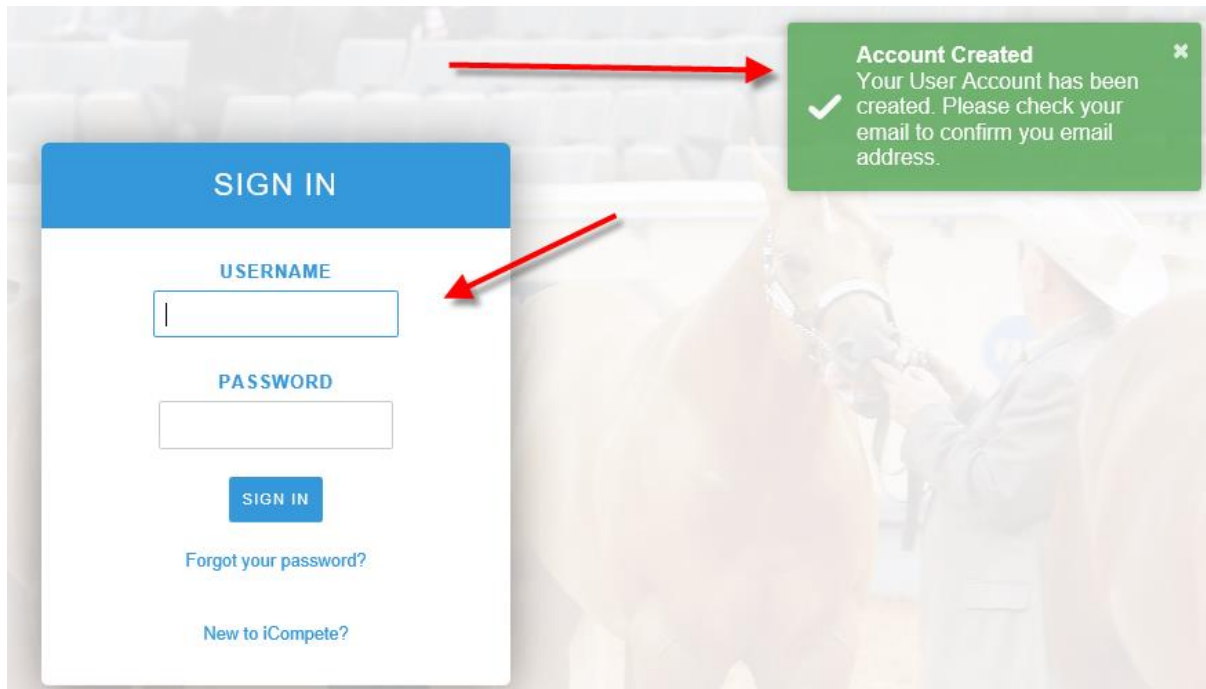 Account Created
Your User Account has been
created. Please check your
email to confirm you email
address.
SIGN IN
USERNAME
PASSWORD
SIGN IN
Forgot your password?
New to iCompete?